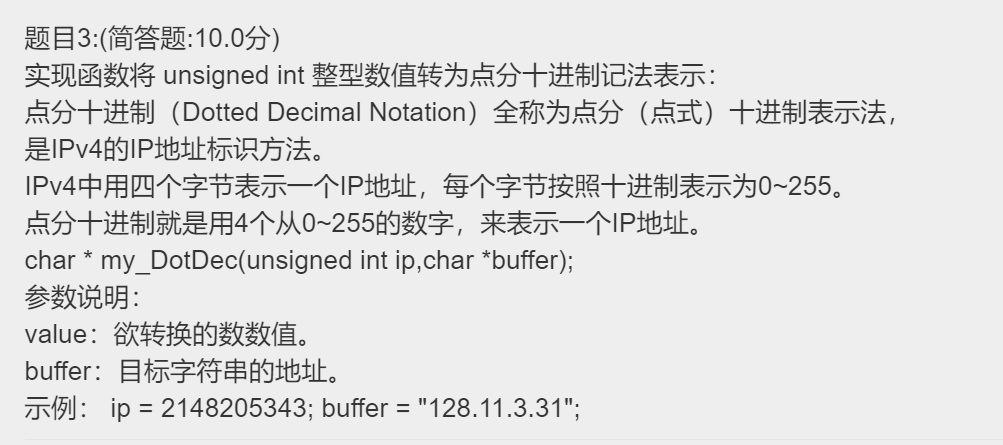 题目3:(简答题:10.0分)
实现函数将 unsigned int 整型数值转为点分十进制记法表示：
点分十进制（Dotted Decimal Notation）全称为点分（点式）十进制表示法，
是IPv4的IP地址标识方法。
IPv4中用四个字节表示一个IP地址，每个字节按照十进制表示为0~255。
点分十进制就是用4个从0~255的数字，来表示一个IP地址。
char * my_DotDec(unsigned int ip,char *buffer);
参数说明：
value：欲转换的数数值。
buffer：目标字符串的地址。
示例： ip = 2148205343; buffer = "128.11.3.31";